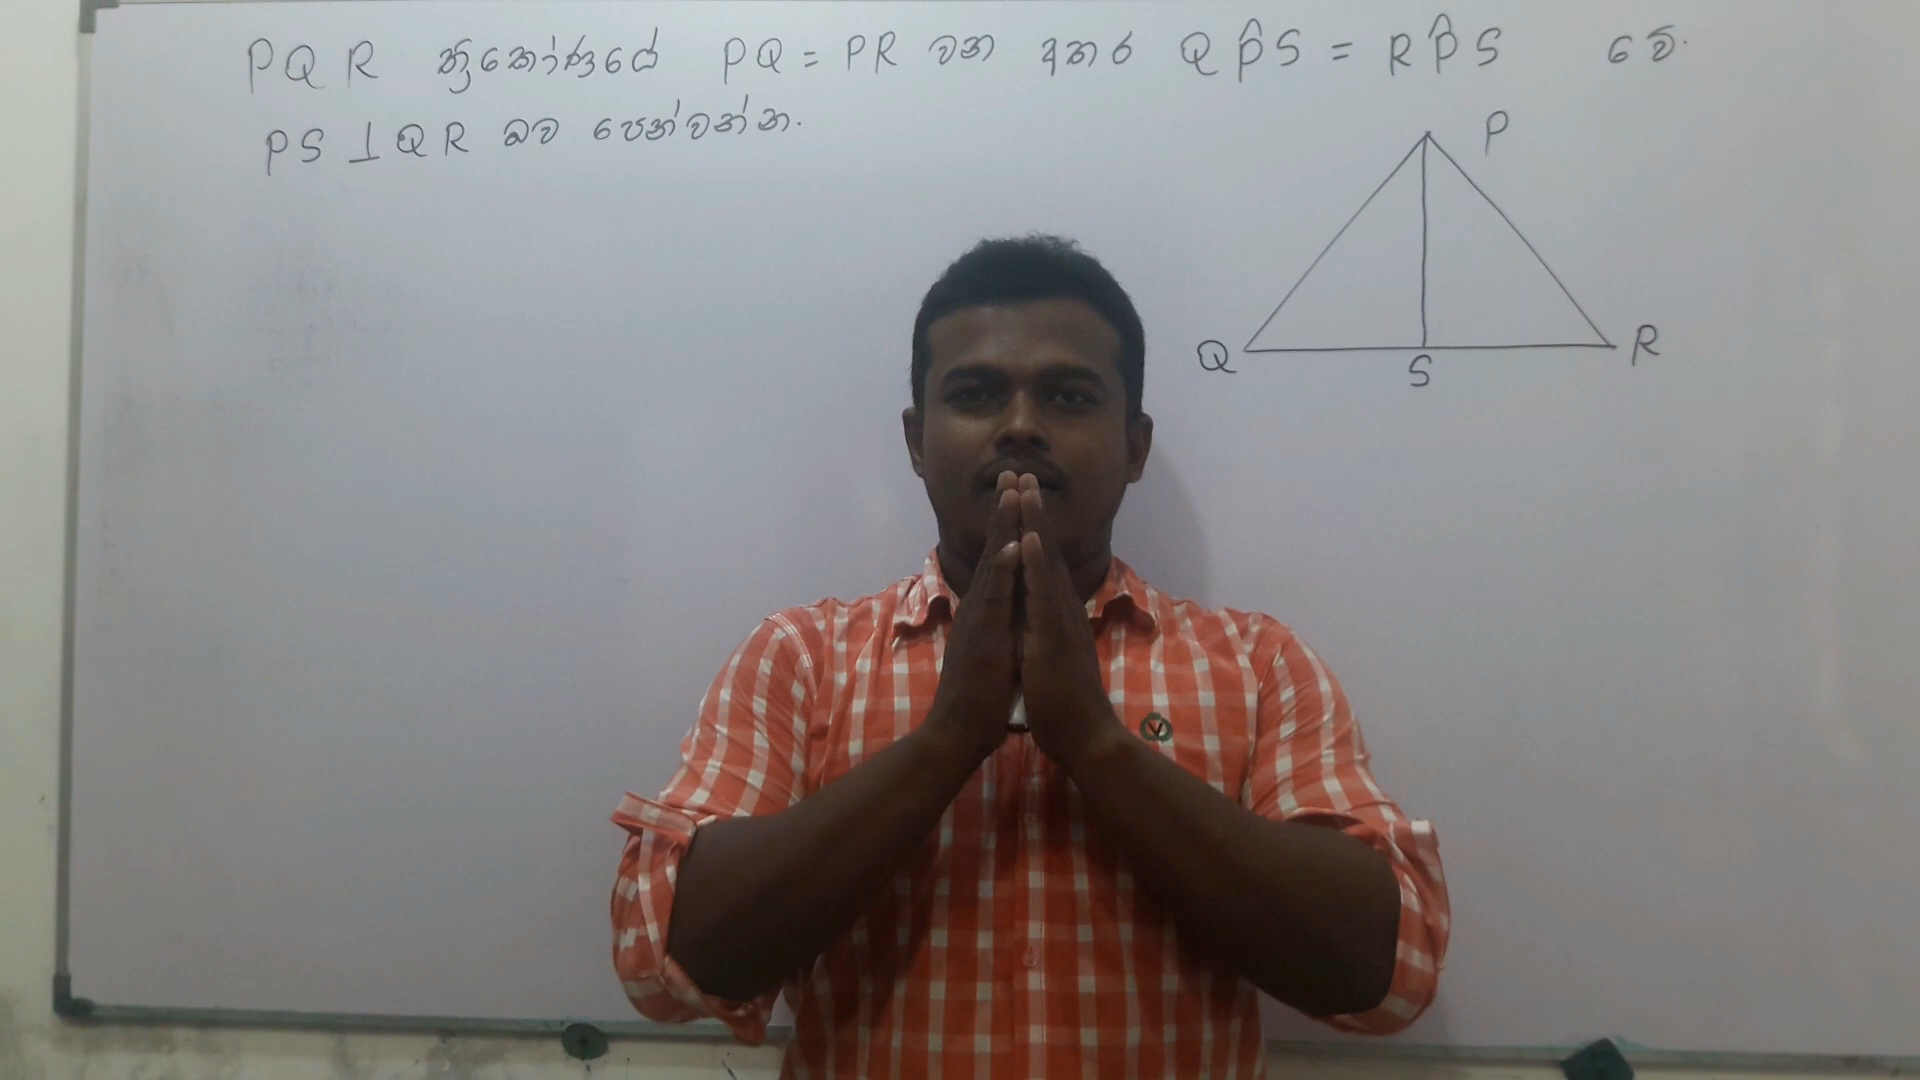 PQR ත්‍රිකෝණයේ PQ = PR වන අතර QP̂S = RP̂S වේ.
PS ⊥ QR බව පෙන්වන්න.
P
Q
S
R
V